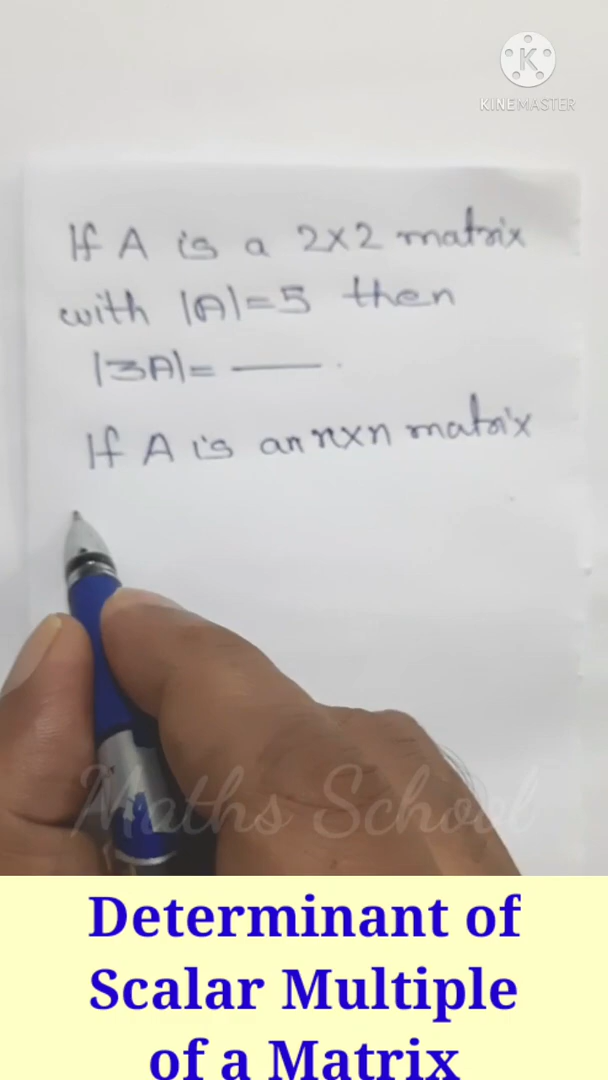 KINEMASTER
If A is a 2×2 matrix
with |A|=5 then
|3A|= ——.
If A is an n×n matrix
Maths School
Determinant of
Scalar Multiple
of a Matrix